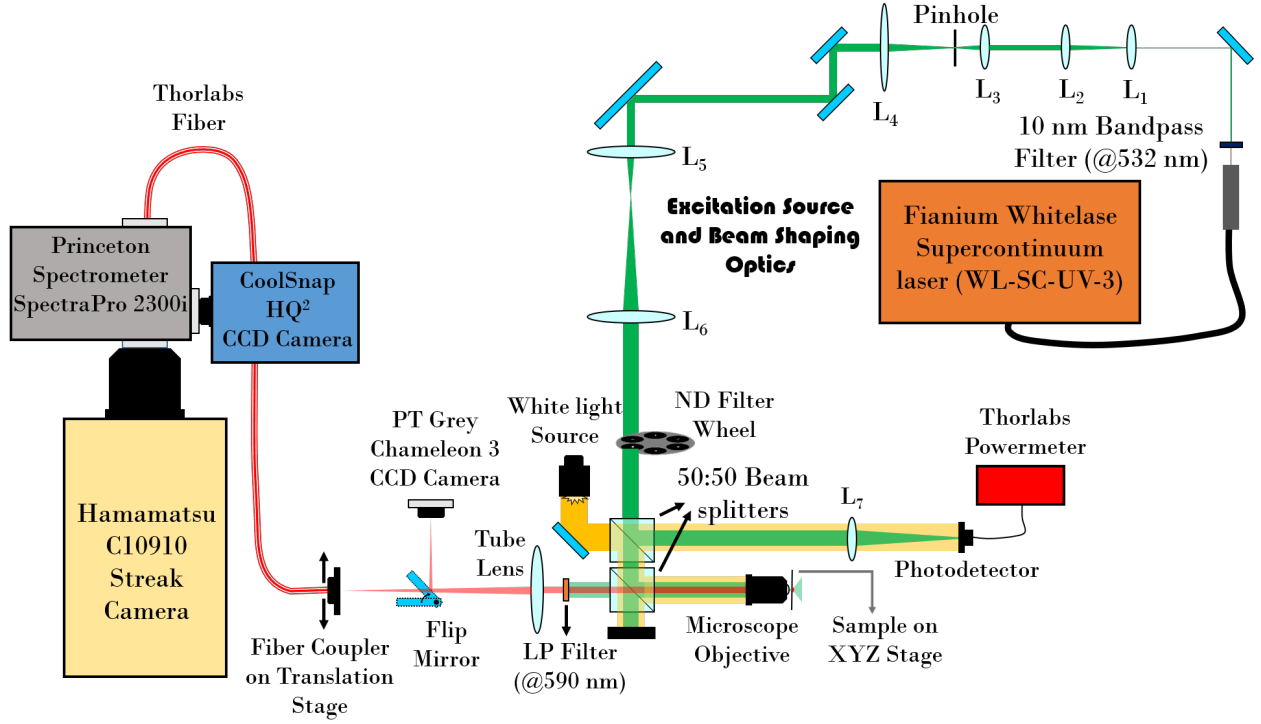 Pinhole
L1
L2
L3
L4
10 nm Bandpass
Filter (@532 nm)
Thorlabs
Fiber
L5
Excitation Source
and Beam Shaping
Optics
Fianium Whitelase
Supercontinuum
laser (WL-SC-UV-3)
Princeton
Spectrometer
SpectraPro 2300i
CoolSnap
HQ²
CCD Camera
L6
White light
Source
ND Filter
Wheel
PT Grey
Chameleon 3
CCD Camera
Thorlabs
Powermeter
50:50 Beam
splitters
L7
Hamamatsu
C10910
Streak
Camera
Tube
Lens
Photodetector
Fiber Coupler
on Translation
Stage
Flip
Mirror
LP Filter
(@590 nm)
Microscope
Objective
Sample on
XYZ Stage